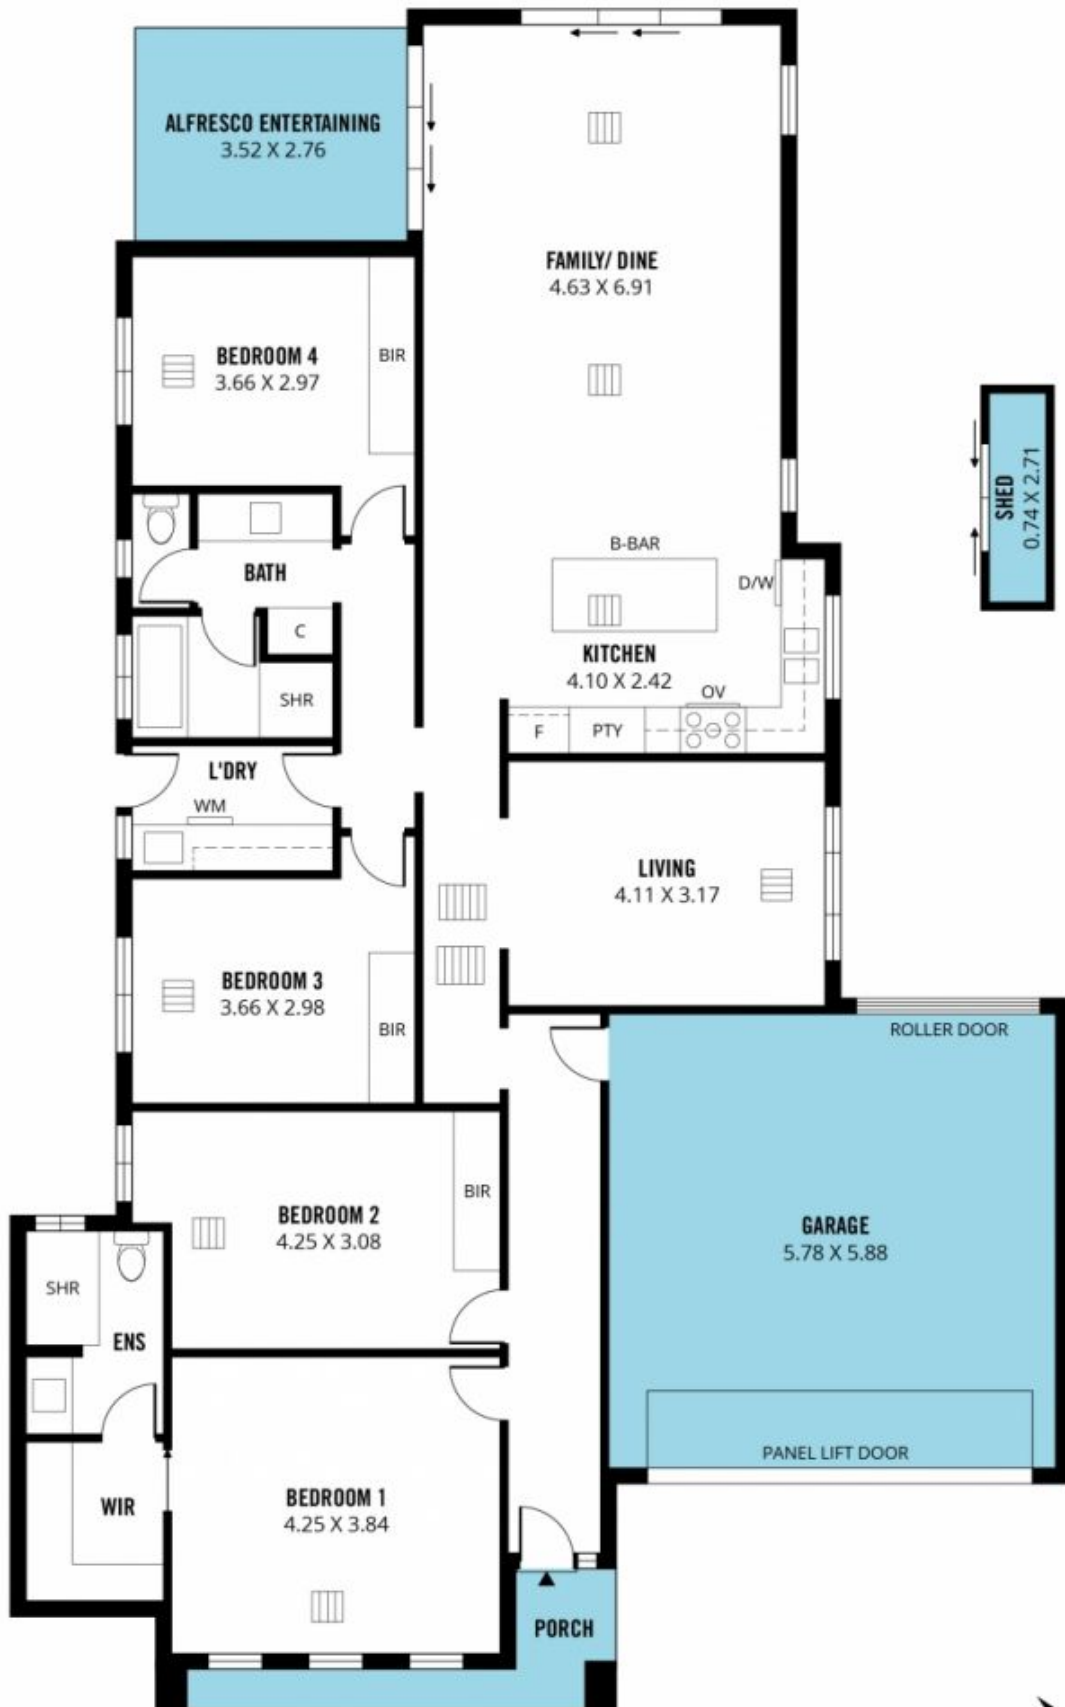 ALFRESCO ENTERTAINING
3.52 X 2.76
FAMILY/ DINE
4.63 X 6.91
BEDROOM 4
3.66 X 2.97
BIR
SHED
0.74 X 2.71
BATH
B-BAR
D/W
KITCHEN
4.10 X 2.42
C
SHR
OV
F
PTY
L'DRY
WM
LIVING
4.11 X 3.17
BEDROOM 3
3.66 X 2.98
BIR
ROLLER DOOR
BEDROOM 2
4.25 X 3.08
BIR
GARAGE
5.78 X 5.88
SHR
ENS
PANEL LIFT DOOR
WIR
BEDROOM 1
4.25 X 3.84
PORCH